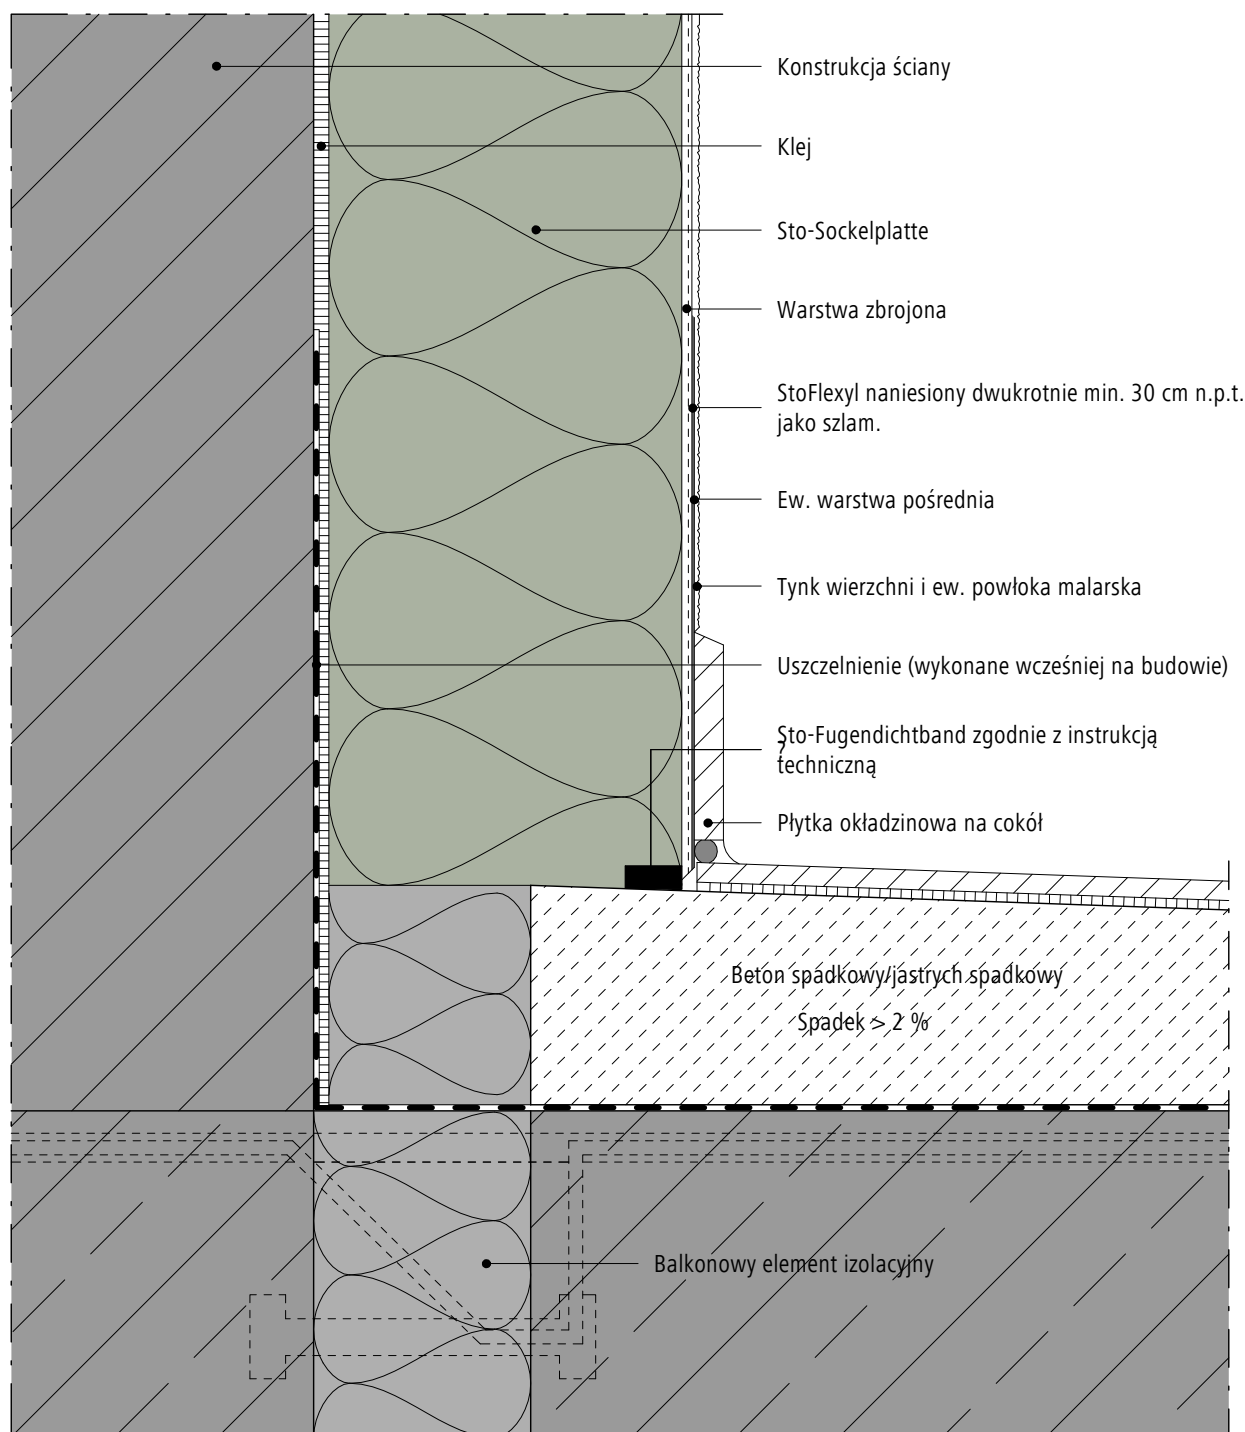 Konstrukcja ściany
Klej
Sto-Sockelplatte
Warstwa zbrojona
StoFlexyl naniesiony dwukrotnie min. 30 cm n.p.t.
jako szlam.
Ew. warstwa pośrednia
Tynk wierzchni i ew. powłoka malarska
Uszczelnienie (wykonane wcześniej na budowie)
Sto-Fugendichtband zgodnie z instrukcją
?
techniczną
Płytka okładzinowa na cokół
Beton spadkowy/jastrych spadkowy
Spadek > 2 %
Balkonowy element izolacyjny